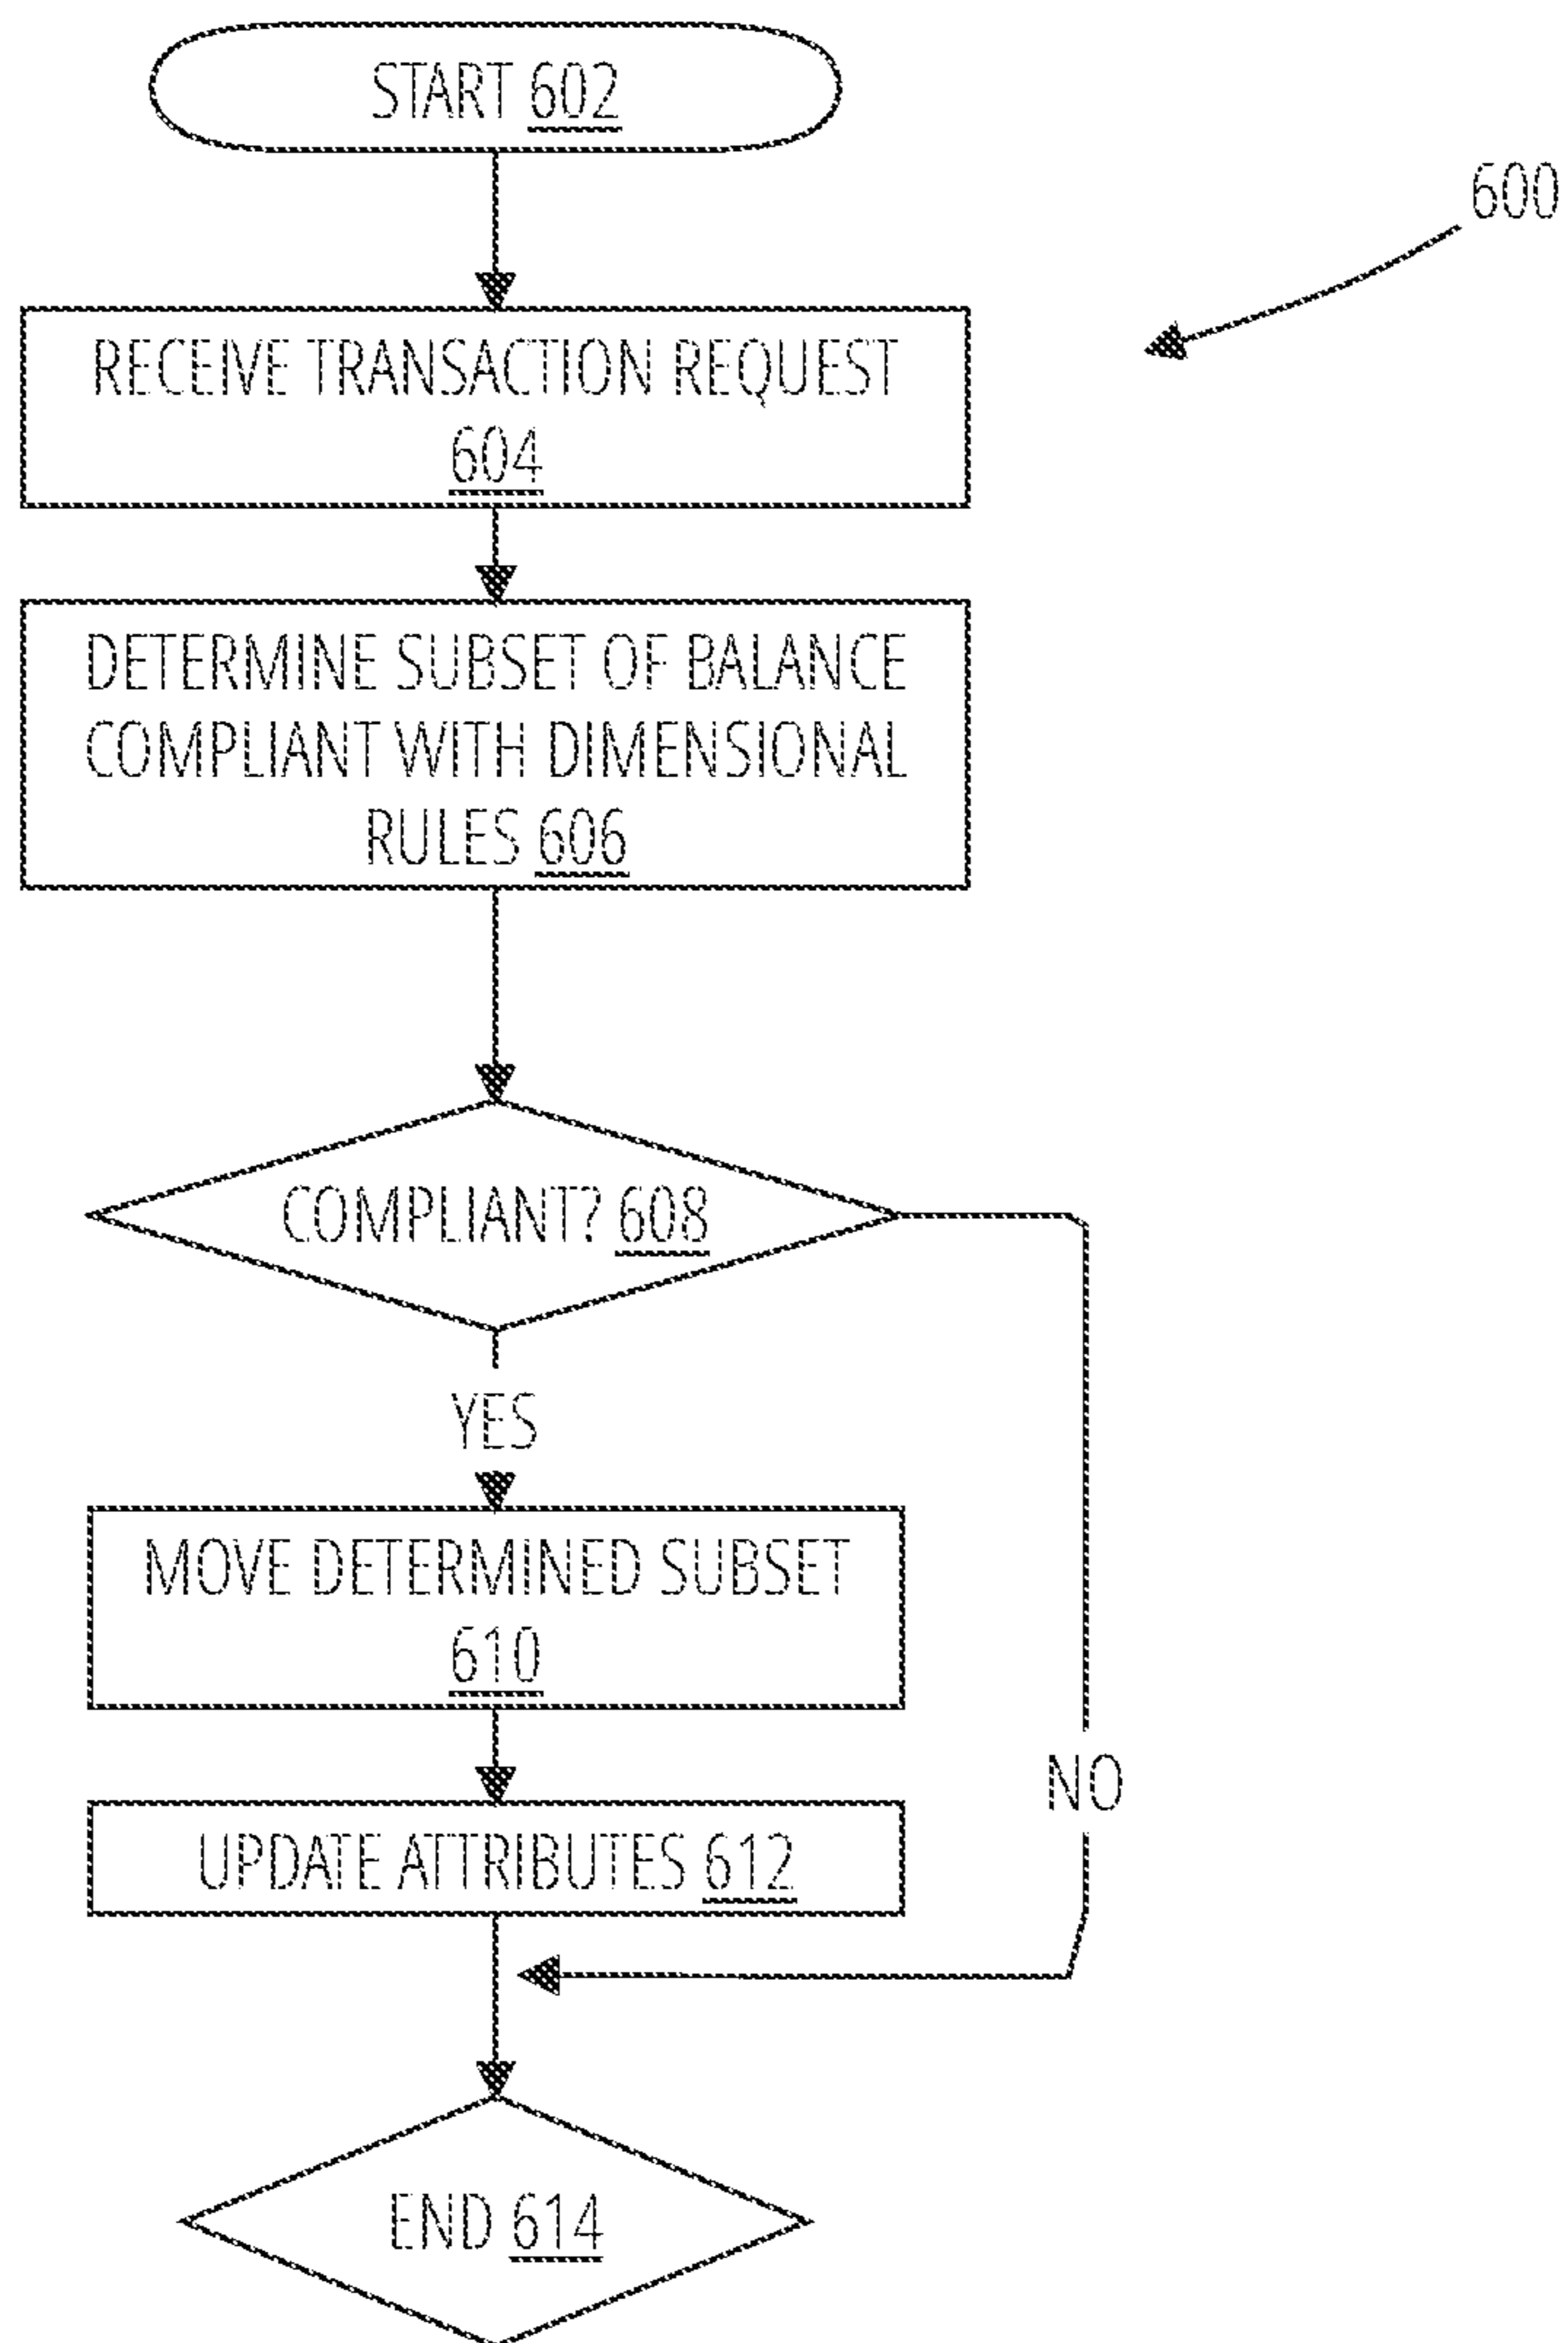 START 602
600
RECEIVE TRANSACTION REQUEST
604
DETERMINE SUBSET OF BALANCE
COMPLIANT WITH DIMENSIONAL
RULES 606
COMPLIANT? 608
YES
MOVE DETERMINED SUBSET
610
NO
UPDATE ATTRIBUTES 612
END 614